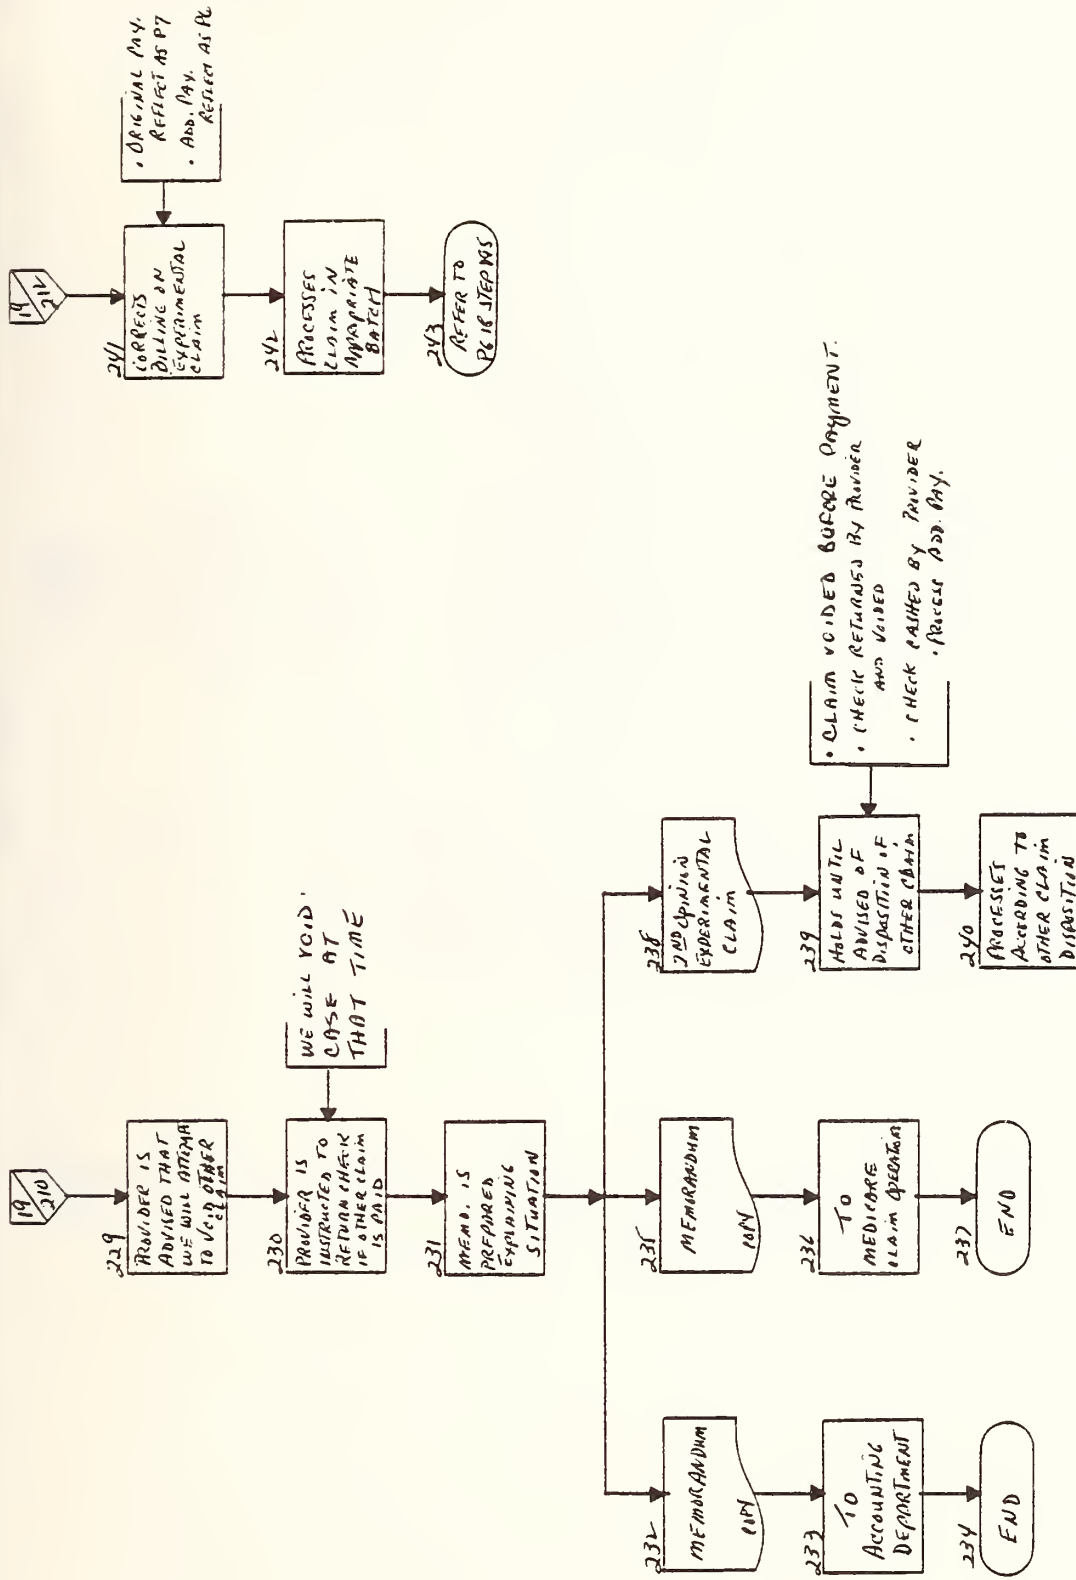 19
210
229
PROVIDER IS
ADVISED THAT
WE WILL ATTEMPT
TO VOID OTHER
CLAIM
230
PROVIDER IS
INSTRUCTED TO
RETURN CHECK
IF OTHER CLAIM
IS PAID
WE WILL VOID
CASE AT
THAT TIME
231
MEMO. IS
PREPARED
EXPLAINING
SITUATION
232
MEMORANDUM
COPY
233
TO
ACCOUNTING
DEPARTMENT
234
END
235
MEMORANDUM
COPY
236
TO
MEDICARE
CLAIM OPERATION
237
END
238
2ND OPINION
EXPERIMENTAL
CLAIM
239
HOLDS UNTIL
ADVISED OF
DISPOSITION OF
OTHER CLAIM
• CLAIM VOIDED BEFORE PAYMENT.
• CHECK RETURNED BY PROVIDER
AND VOIDED
• CHECK CASHED BY PROVIDER
• PROCESS ADD. PAY.
240
PROCESSES
ACCORDING TO
OTHER CLAIM
DISPOSITION
19
212
241
CORRECTS
BILLING ON
EXPERIMENTAL
CLAIM
• ORIGINAL PAY.
REFLECT AS P7
• ADD. PAY.
REFLECT AS P6
242
PROCESSES
CLAIM IN
APPROPRIATE
BATCH
243
REFER TO
PG 18 STEP